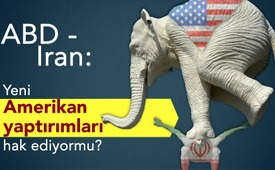 ABD -
Iran:
Yeni
Amerikan
yaptırımları
hak ediyormu?